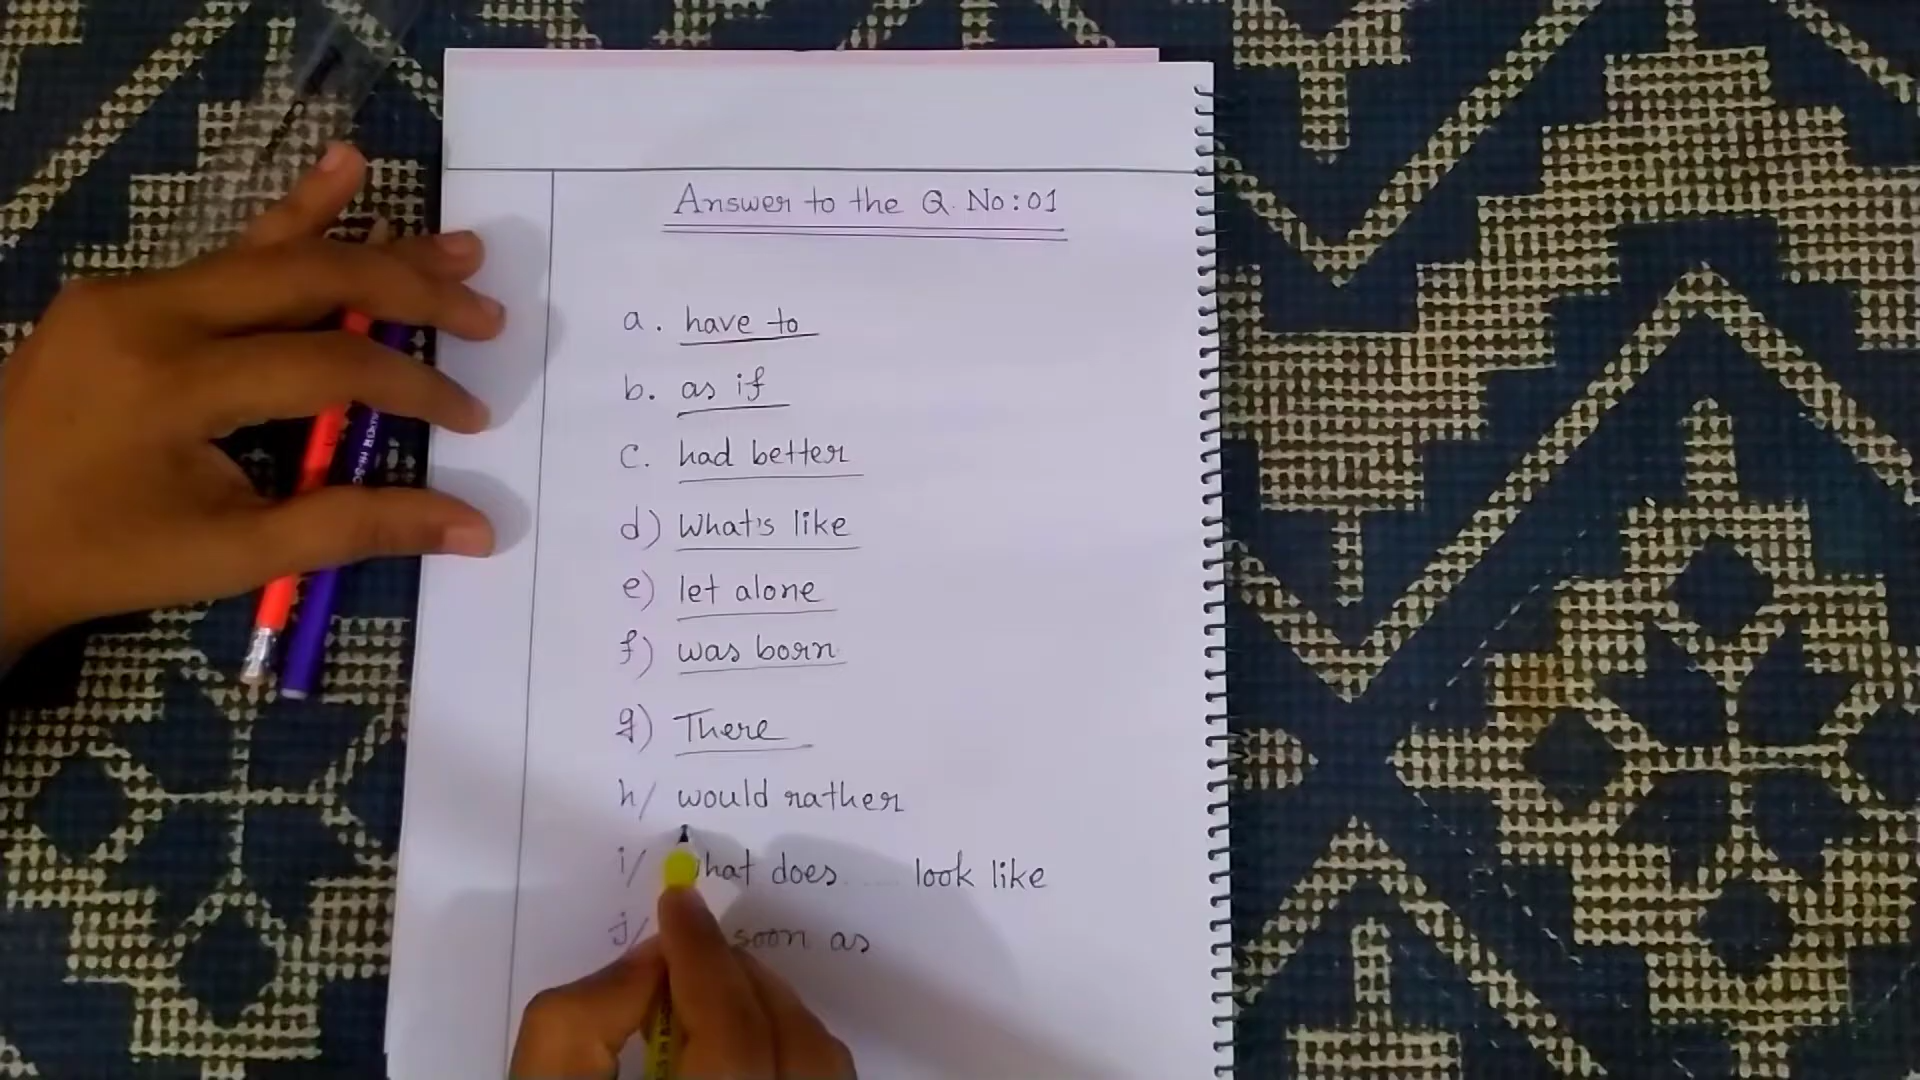 Answer to the Q. No:01
a. have to
b. as if
c. had better
d) What's like
e) let alone
f) was born
g) There
h/ would rather
i/ hat does .... look like
j/ soon as